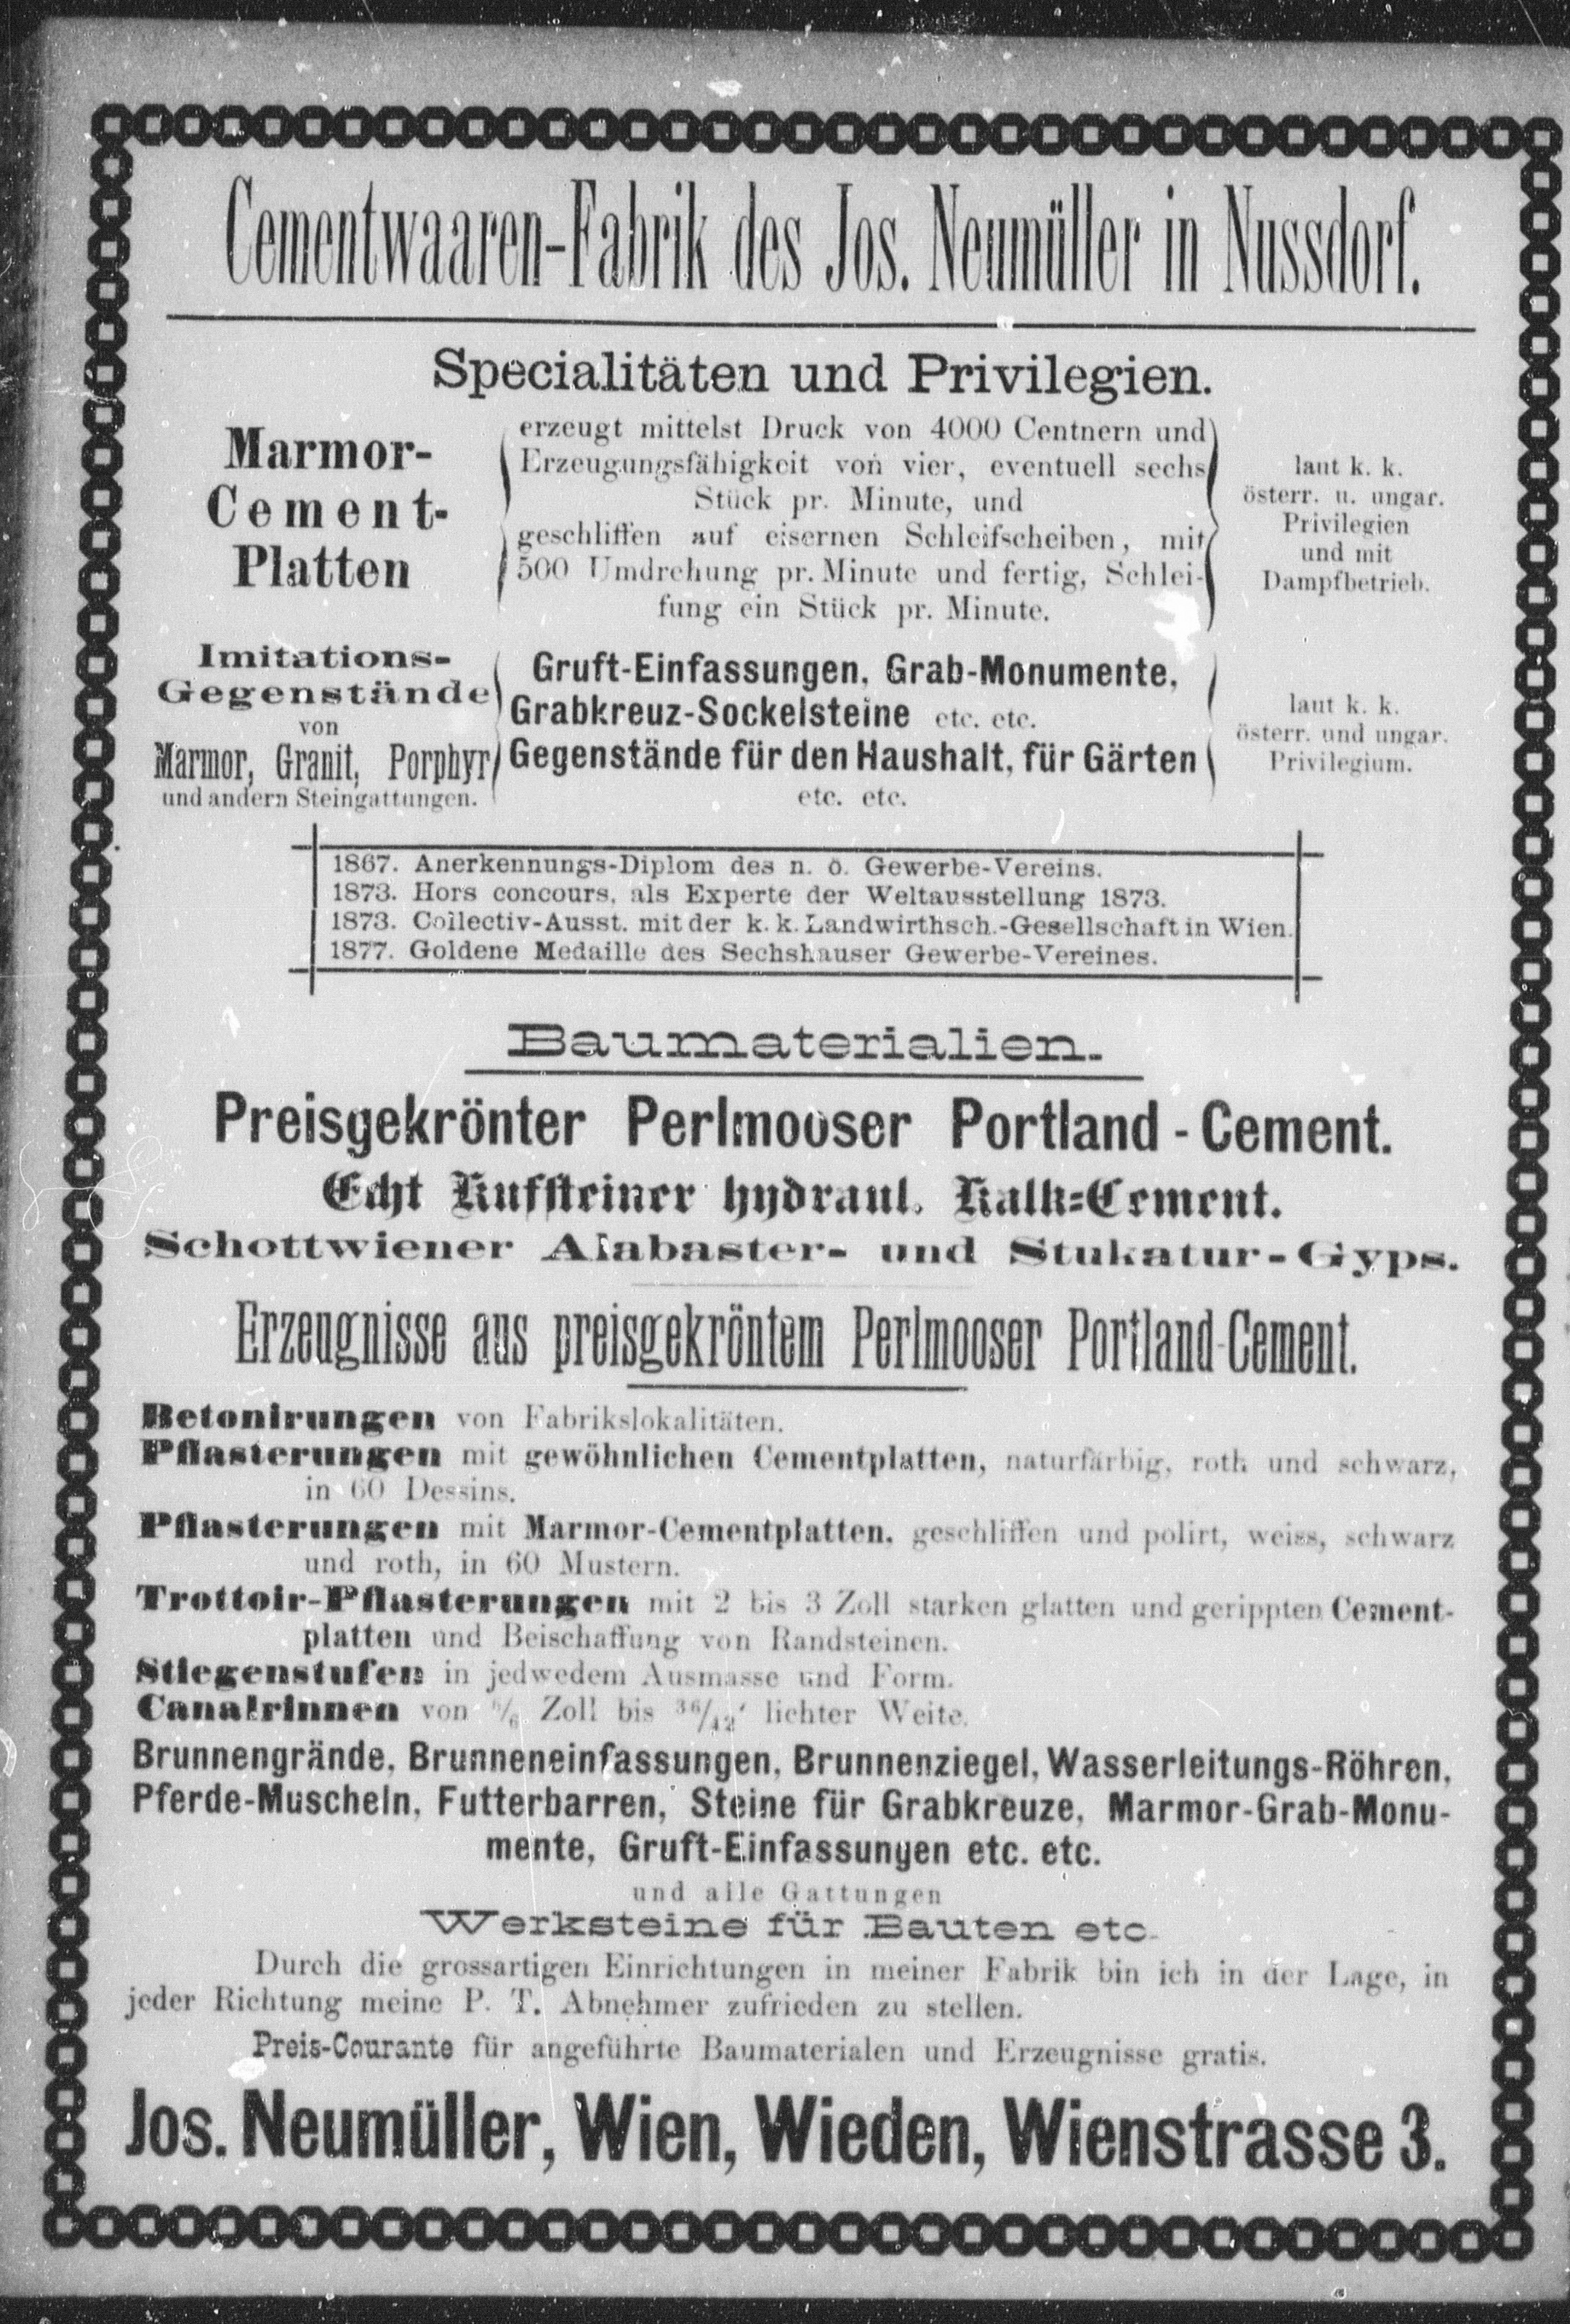 Cementwaaren-Fabrik des Jos. Neumüller in Nussdorf.
Specialitäten und Privilegien.
Marmor-
Cement-
Platten
erzeugt mittelst Druck von 4000 Centnern und
Erzeugungsfähigkeit von vier, eventuell sechs
Stück pr. Minute, und
geschliffen auf eisernen Schleifscheiben, mit
500 Umdrehung pr. Minute und fertig, Schlei-
fung ein Stück pr. Minute.
laut k. k.
österr. u. ungar.
Privilegien
und mit
Dampfbetrieb.
Imitations-
Gegenstände
von
Marmor, Granit, Porphyr
und andern Steingattungen.
Gruft-Einfassungen, Grab-Monumente,
Grabkreuz-Sockelsteine etc. etc.
Gegenstände für den Haushalt, für Gärten
etc. etc.
laut k. k.
österr. und ungar.
Privilegium.
1867. Anerkennungs-Diplom des n. ö. Gewerbe-Vereins.
1873. Hors concours, als Experte der Weltausstellung 1873.
1873. Collectiv-Ausst. mit der k. k. Landwirthsch.-Gesellschaft in Wien.
1877. Goldene Medaille des Sechshauser Gewerbe-Vereines.
Baumaterialien.
Preisgekrönter Perlmooser Portland-Cement.
Echt Kufsteiner hydraul. Kalk-Cement.
Schottwiener Alabaster- und Stukatur-Gyps.
Erzeugnisse aus preisgekröntem Perlmooser Portland-Cement.
Betonirungen von Fabrikslokalitäten.
Pflasterungen mit gewöhnlichen Cementplatten, naturfärbig, roth und schwarz,
in 60 Dessins.
Pflasterungen mit Marmor-Cementplatten, geschliffen und polirt, weiss, schwarz
und roth, in 60 Mustern.
Trottoir-Pflasterungen mit 2 bis 3 Zoll starken glatten und gerippten Cement-
platten und Beischaffung von Randsteinen.
Stiegenstufen in jedwedem Ausmasse und Form.
Canalrinnen von Zoll bis 36/42' lichter Weite.
Brunnengrände, Brunneneinfassungen, Brunnenziegel, Wasserleitungs-Röhren,
Pferde-Muscheln, Futterbarren, Steine für Grabkreuze, Marmor-Grab-Monu-
mente, Gruft-Einfassungen etc. etc.
und alle Gattungen
Werksteine für Bauten etc.
Durch die grossartigen Einrichtungen in meiner Fabrik bin ich in der Lage, in
jeder Richtung meine P. T. Abnehmer zufrieden zu stellen.
Preis-Courante für angeführte Baumaterialen und Erzeugnisse gratis.
Jos. Neumüller, Wien, Wieden, Wienstrasse 3.